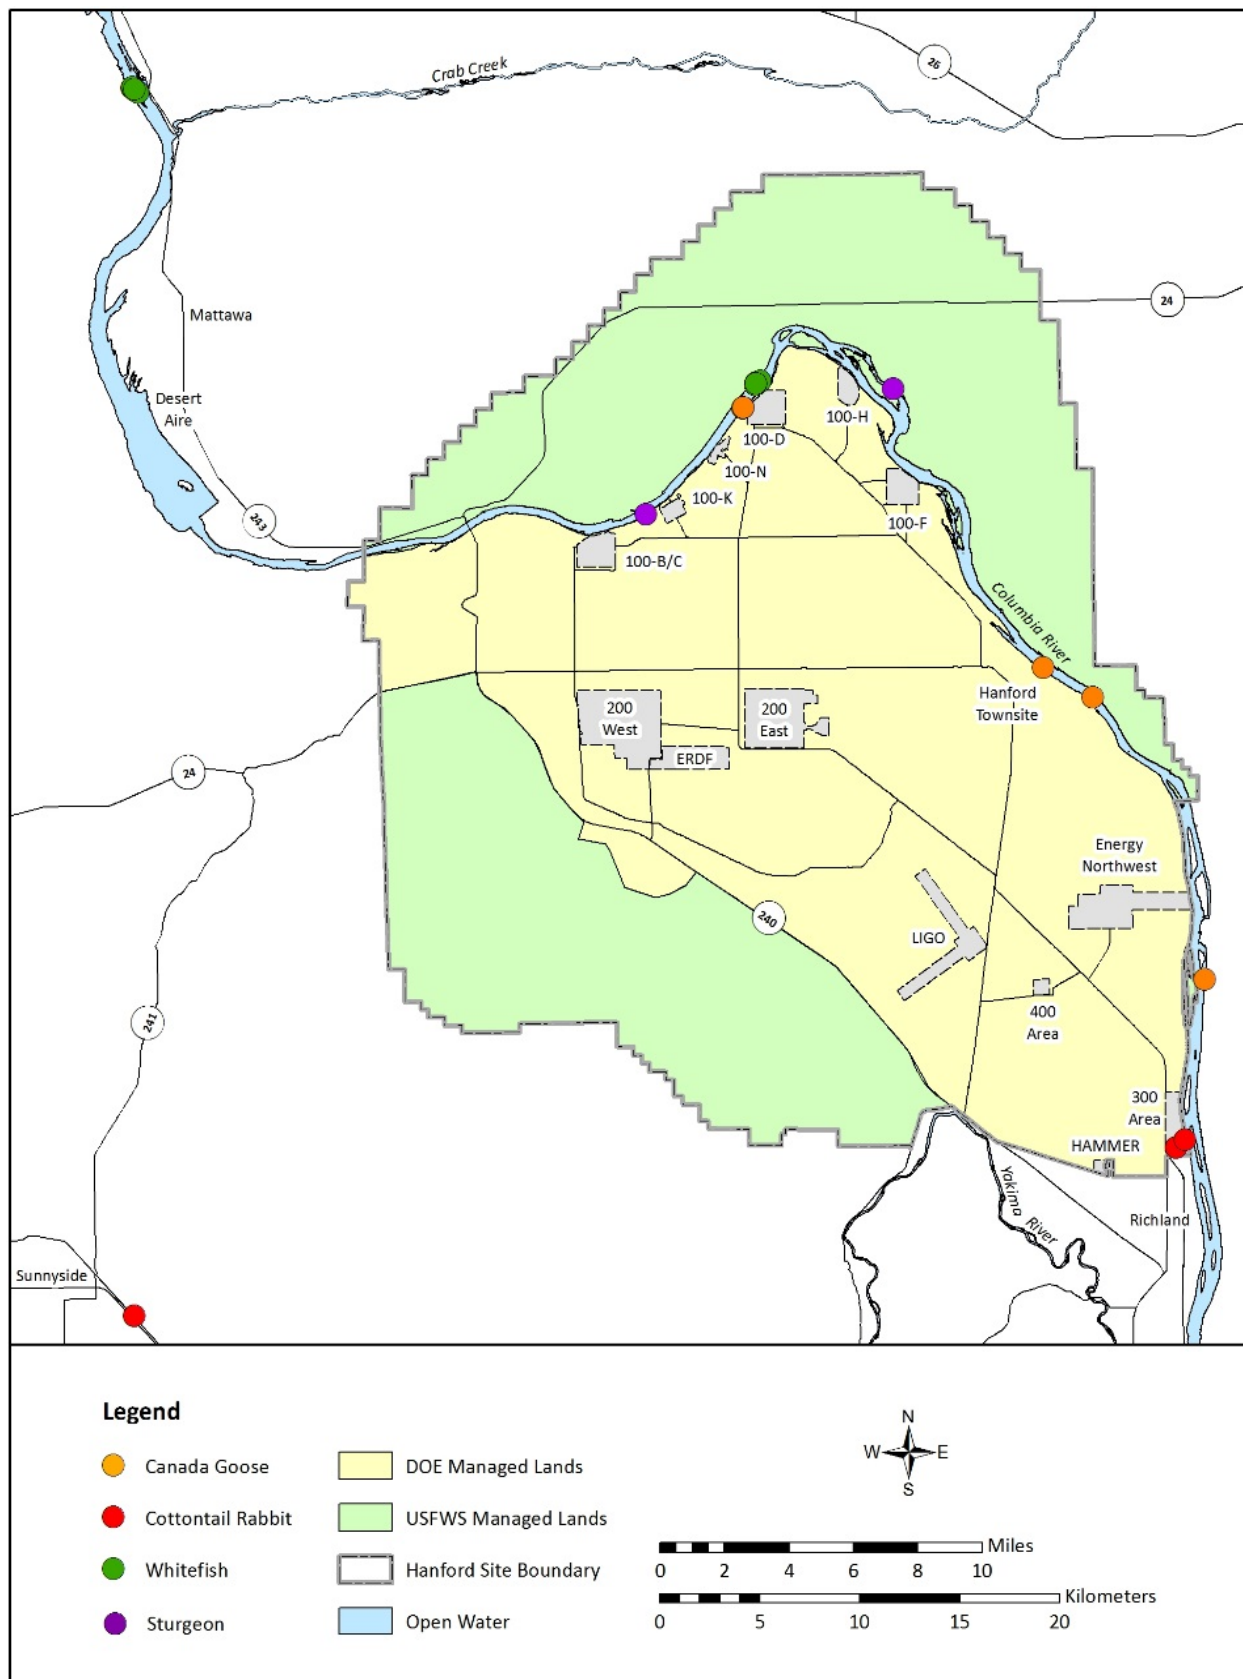 Crab Creek
26
24
Mattawa
Desert
Aire
243
100-H
100-D
100-N
100-K
100-F
100-B/C
Columbia River
Hanford
Townsite
200
West
200
East
ERDF
24
Energy
Northwest
240
LIGO
400
Area
241
300
Area
HAMMER
Yakima River
Richland
Sunnyside
Legend
Canada Goose
Cottontail Rabbit
Whitefish
Sturgeon
DOE Managed Lands
USFWS Managed Lands
Hanford Site Boundary
Open Water
N
W E
S
Miles
0 2 4 6 8 10
Kilometers
0 5 10 15 20